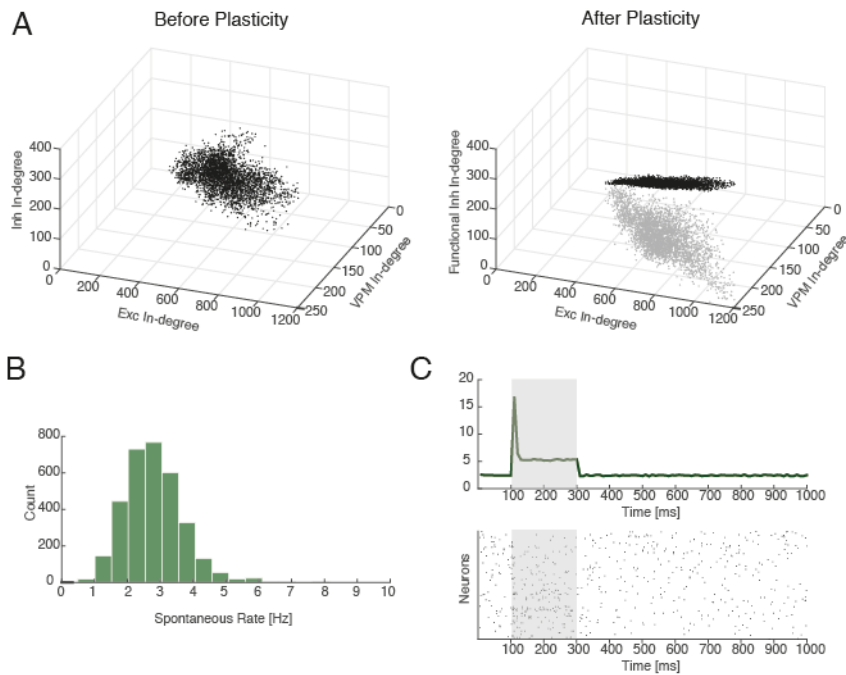 A
Before Plasticity
After Plasticity
Inh In-degree
400
300
200
100
0
0
200
400
600
800
1000
1200
Exc In-degree
0
50
100
150
200
250
VPM In-degree
Functional Inh In-degree
400
300
200
100
0
0
200
400
600
800
1000
1200
Exc In-degree
0
50
100
150
200
250
VPM In-degree
B
Count
800
600
400
200
0
0 1 2 3 4 5 6 7 8 9 10
Spontaneous Rate [Hz]
C
20
15
10
5
0
100 200 300 400 500 600 700 800 900 1000
Time [ms]
Neurons
100 200 300 400 500 600 700 800 900 1000
Time [ms]